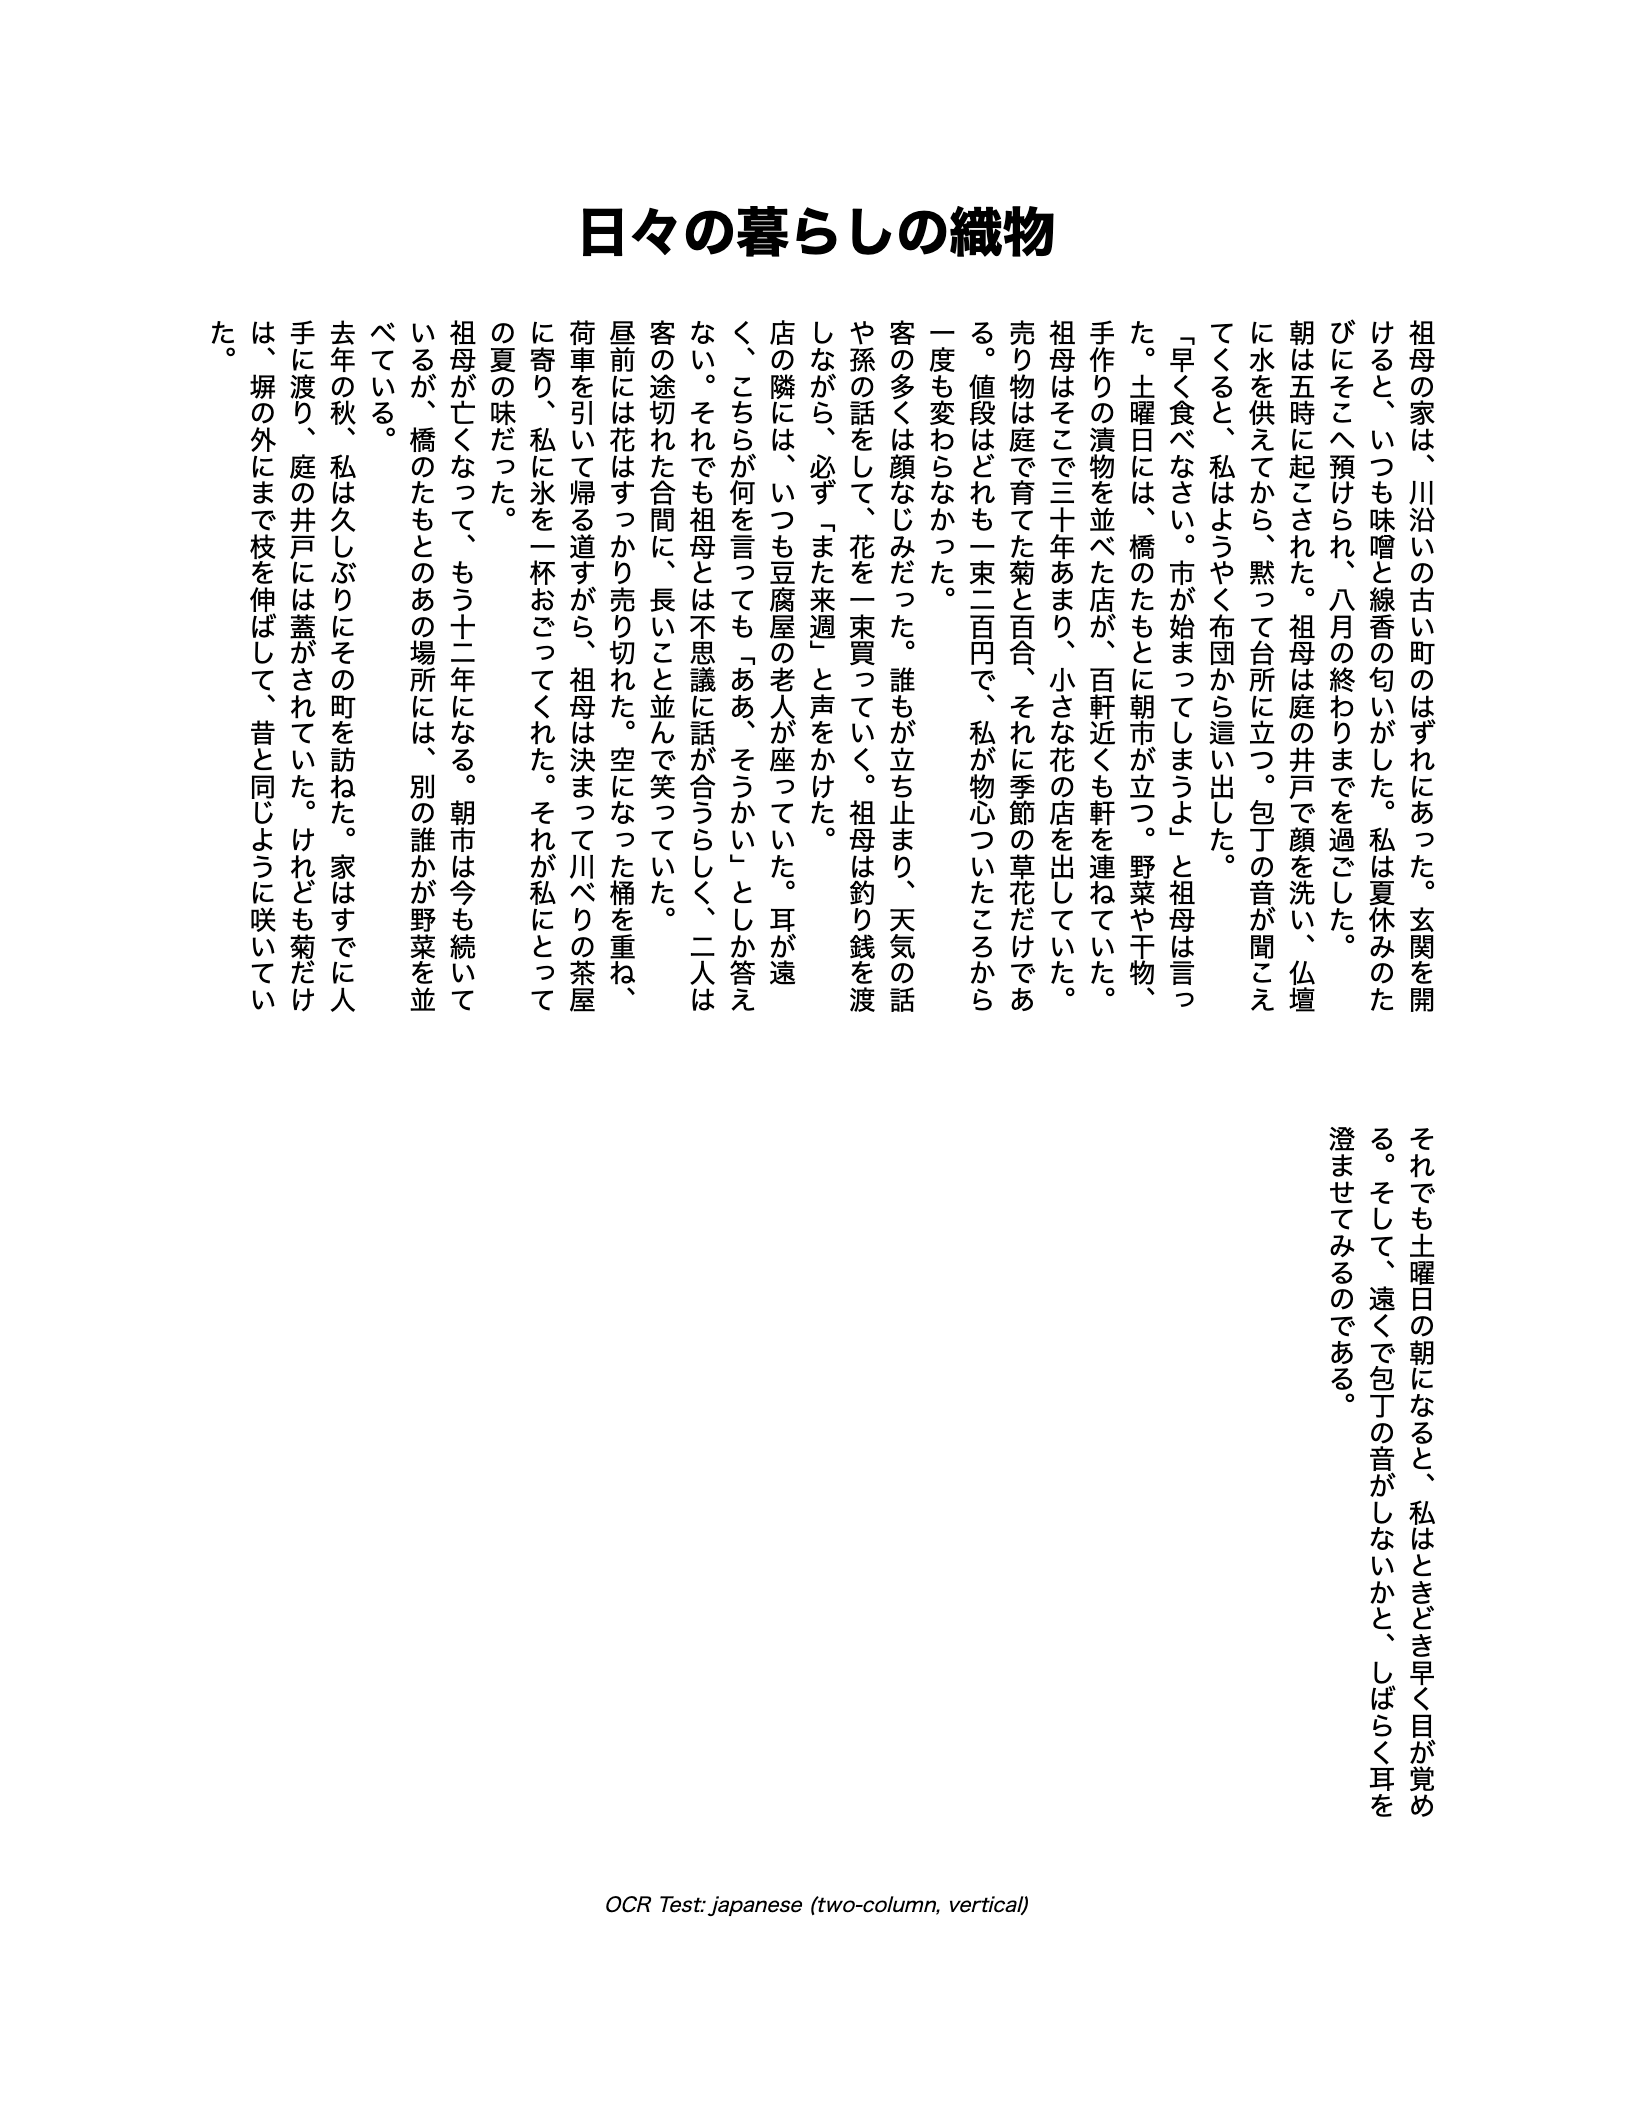 日々の暮らしの織物
祖母の家は、川沿いの古い町のはずれにあった。玄関を開
けると、いつも味噌と線香の匂いがした。私は夏休みのた
びにそこへ預けられ、八月の終わりまでを過ごした。
朝は五時に起こされた。祖母は庭の井戸で顔を洗い、仏壇
に水を供えてから、黙って台所に立つ。包丁の音が聞こえ
てくると、私はようやく布団から這い出した。
「早く食べなさい。市が始まってしまうよ」と祖母は言っ
た。土曜日には、橋のたもとに朝市が立つ。野菜や干物、
手作りの漬物を並べた店が、百軒近くも軒を連ねていた。
祖母はそこで三十年あまり、小さな花の店を出していた。
売り物は庭で育てた菊と百合、それに季節の草花だけであ
る。値段はどれも一束二百円で、私が物心ついたころから
一度も変わらなかった。
客の多くは顔なじみだった。誰もが立ち止まり、天気の話
や孫の話をして、花を一束買っていく。祖母は釣り銭を渡
しながら、必ず「また来週」と声をかけた。
店の隣には、いつも豆腐屋の老人が座っていた。耳が遠
く、こちらが何を言っても「ああ、そうかい」としか答え
ない。それでも祖母とは不思議に話が合うらしく、二人は
客の途切れた合間に、長いこと並んで笑っていた。
昼前には花はすっかり売り切れた。空になった桶を重ね、
荷車を引いて帰る道すがら、祖母は決まって川べりの茶屋
に寄り、私に氷を一杯おごってくれた。それが私にとって
の夏の味だった。
祖母が亡くなって、もう十二年になる。朝市は今も続いて
いるが、橋のたもとのあの場所には、別の誰かが野菜を並
べている。
去年の秋、私は久しぶりにその町を訪ねた。家はすでに人
手に渡り、庭の井戸には蓋がされていた。けれども菊だけ
は、塀の外にまで枝を伸ばして、昔と同じように咲いてい
た。
それでも土曜日の朝になると、私はときどき早く目が覚め
る。そして、遠くで包丁の音がしないかと、しばらく耳を
澄ませてみるのである。
OCR Test: japanese (two-column, vertical)